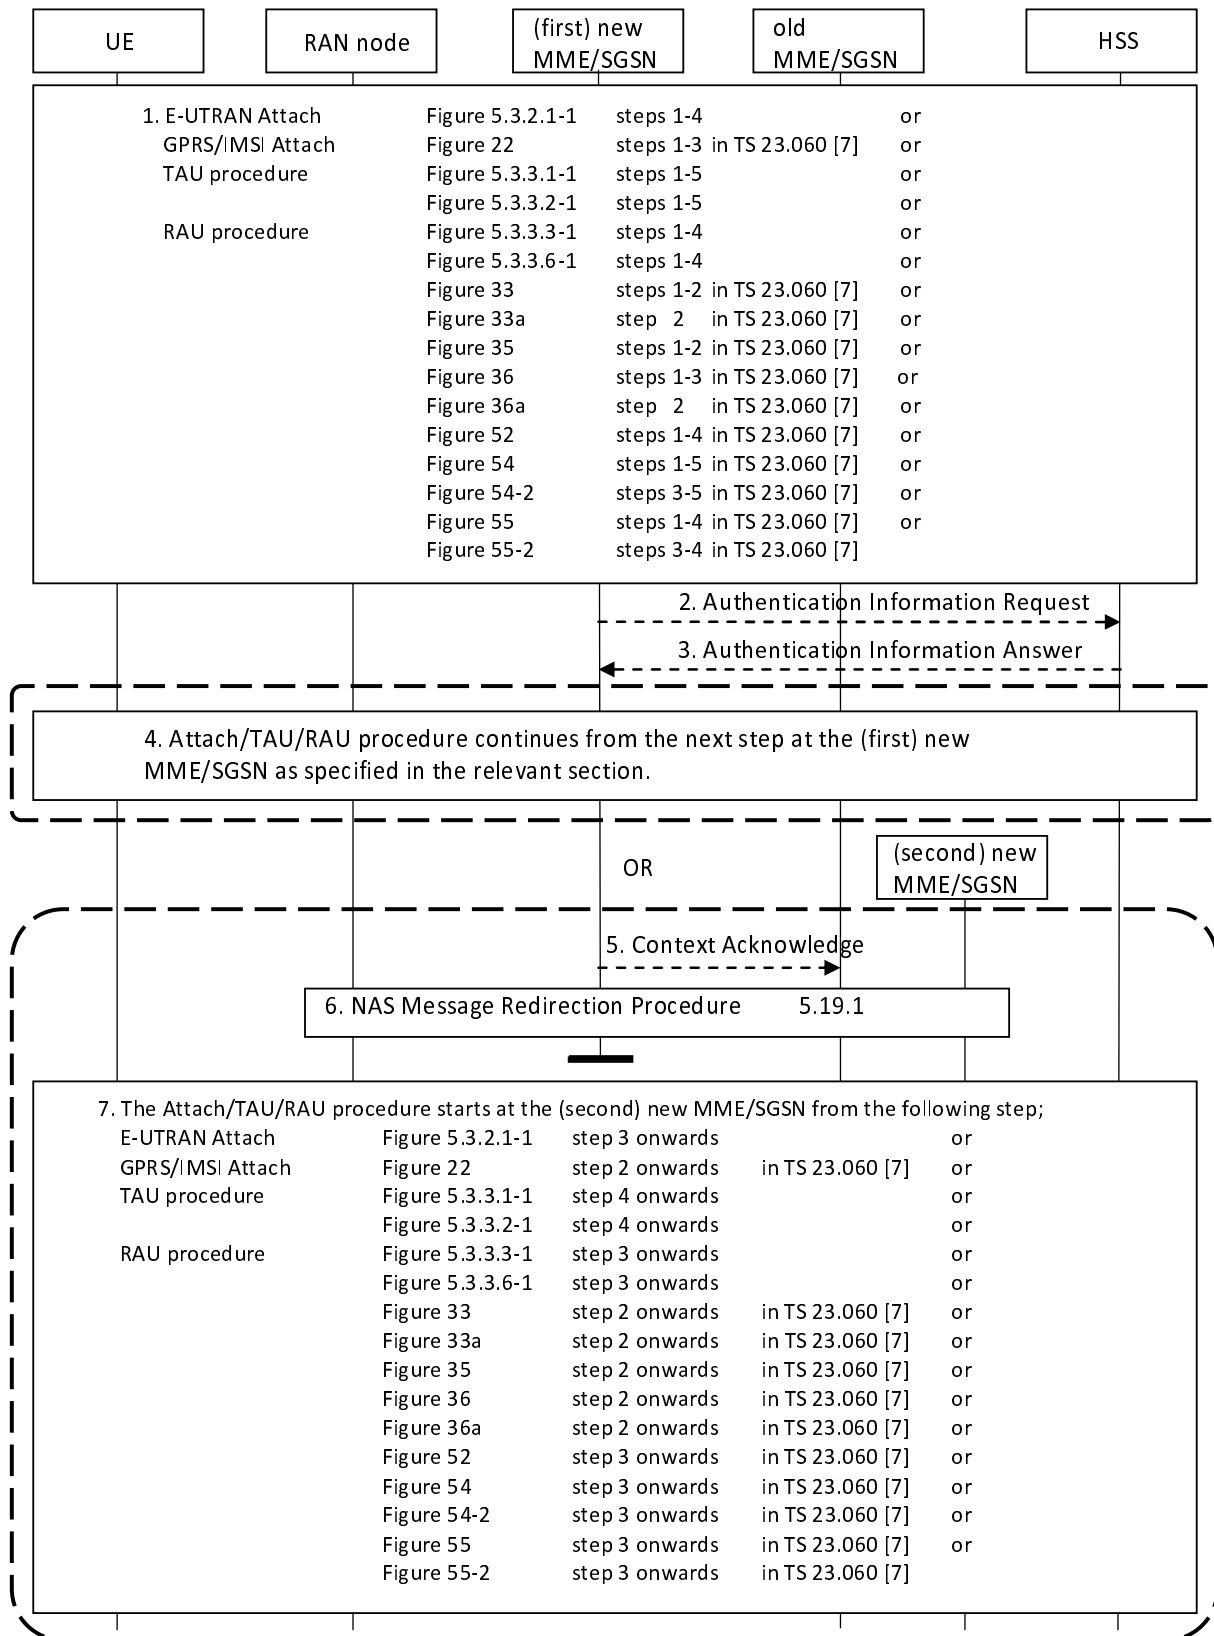 UE
RAN node
(first) new
MME/SGSN
old
MME/SGSN
HSS
1. E-UTRAN Attach Figure 5.3.2.1-1 steps 1-4 or
GPRS/IMSI Attach Figure 22 steps 1-3 in TS 23.060 [7] or
TAU procedure Figure 5.3.3.1-1 steps 1-5 or
Figure 5.3.3.2-1 steps 1-5 or
RAU procedure Figure 5.3.3.3-1 steps 1-4 or
Figure 5.3.3.6-1 steps 1-4 or
Figure 33 steps 1-2 in TS 23.060 [7] or
Figure 33a step 2 in TS 23.060 [7] or
Figure 35 steps 1-2 in TS 23.060 [7] or
Figure 36 steps 1-3 in TS 23.060 [7] or
Figure 36a step 2 in TS 23.060 [7] or
Figure 52 steps 1-4 in TS 23.060 [7] or
Figure 54 steps 1-5 in TS 23.060 [7] or
Figure 54-2 steps 3-5 in TS 23.060 [7] or
Figure 55 steps 1-4 in TS 23.060 [7] or
Figure 55-2 steps 3-4 in TS 23.060 [7]
2. Authentication Information Request
3. Authentication Information Answer
4. Attach/TAU/RAU procedure continues from the next step at the (first) new
MME/SGSN as specified in the relevant section.
OR
(second) new
MME/SGSN
5. Context Acknowledge
6. NAS Message Redirection Procedure 5.19.1
7. The Attach/TAU/RAU procedure starts at the (second) new MME/SGSN from the following step;
E-UTRAN Attach Figure 5.3.2.1-1 step 3 onwards or
GPRS/IMSI Attach Figure 22 step 2 onwards in TS 23.060 [7] or
TAU procedure Figure 5.3.3.1-1 step 4 onwards or
Figure 5.3.3.2-1 step 4 onwards or
RAU procedure Figure 5.3.3.3-1 step 3 onwards or
Figure 5.3.3.6-1 step 3 onwards or
Figure 33 step 2 onwards in TS 23.060 [7] or
Figure 33a step 2 onwards in TS 23.060 [7] or
Figure 35 step 2 onwards in TS 23.060 [7] or
Figure 36 step 2 onwards in TS 23.060 [7] or
Figure 36a step 2 onwards in TS 23.060 [7] or
Figure 52 step 3 onwards in TS 23.060 [7] or
Figure 54 step 3 onwards in TS 23.060 [7] or
Figure 54-2 step 3 onwards in TS 23.060 [7] or
Figure 55 step 3 onwards in TS 23.060 [7] or
Figure 55-2 step 3 onwards in TS 23.060 [7]